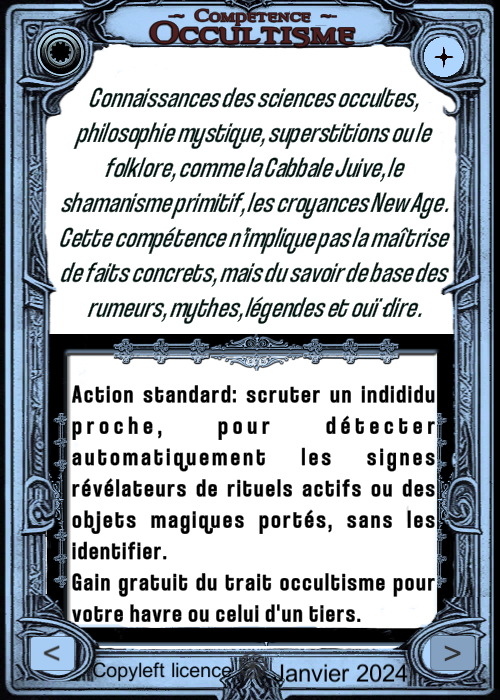 ~ Compétence ~
Occultisme
Connaissances des sciences occultes,
philosophie mystique, superstitions ou le
folklore, comme la Cabbale Juive, le
shamanisme primitif, les croyances New Age.
Cette compétence n'implique pas la maîtrise
de faits concrets, mais du savoir de base des
rumeurs, mythes, légendes et ouï dire.
Action standard: scruter un indididu
proche, pour détecter
automatiquement les signes
révélateurs de rituels actifs ou des
objets magiques portés, sans les
identifier.
Gain gratuit du trait occultisme pour
votre havre ou celui d'un tiers.
< Copyleft licence Janvier 2024 >